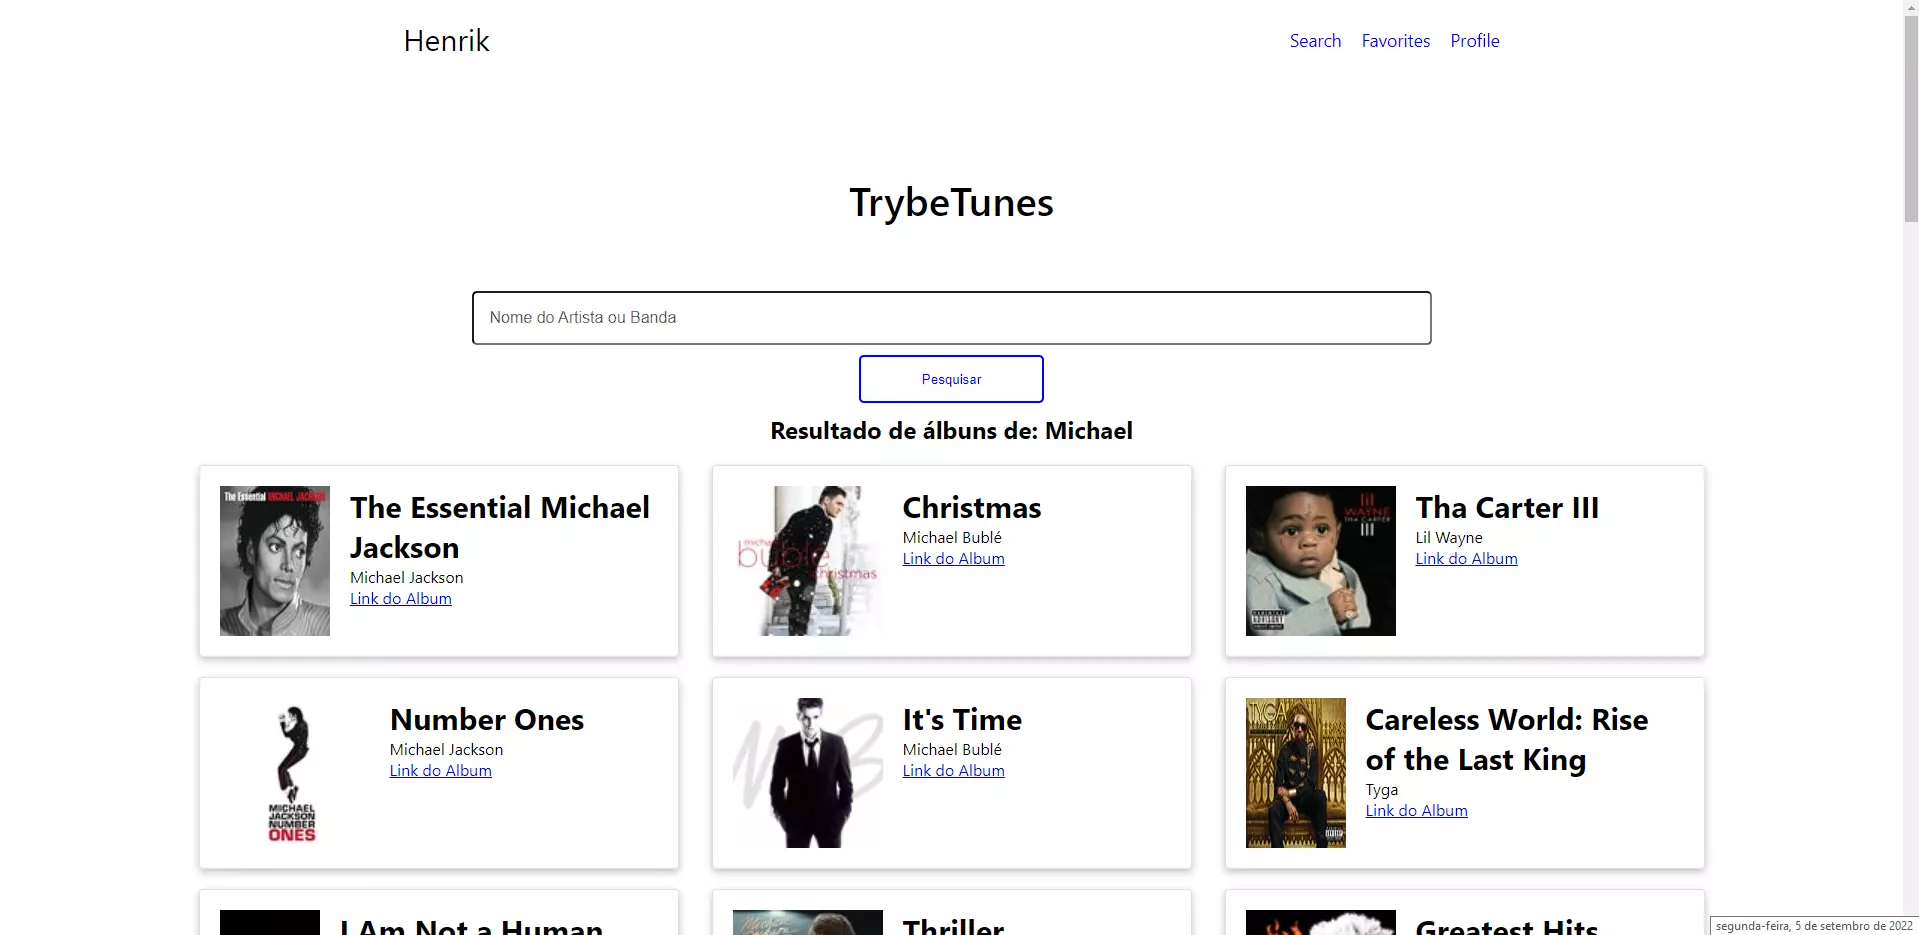 Henrik
Search Favorites Profile
TrybeTunes
Nome do Artista ou Banda
Pesquisar
Resultado de álbuns de: Michael
The Essential MICHAEL JACKSON
The Essential Michael
Jackson
Michael Jackson
Link do Album
michael
bublé
christmas
Christmas
Michael Bublé
Link do Album
lil
WAYNE
THA CARTER
III
Tha Carter III
Lil Wayne
Link do Album
MICHAEL
JACKSON
NUMBER
ONES
Number Ones
Michael Jackson
Link do Album
It's Time
Michael Bublé
Link do Album
TYGA
Careless World: Rise
of the Last King
Tyga
Link do Album
I Am Not a Human
Thriller
Greatest Hits
segunda-feira, 5 de setembro de 2022